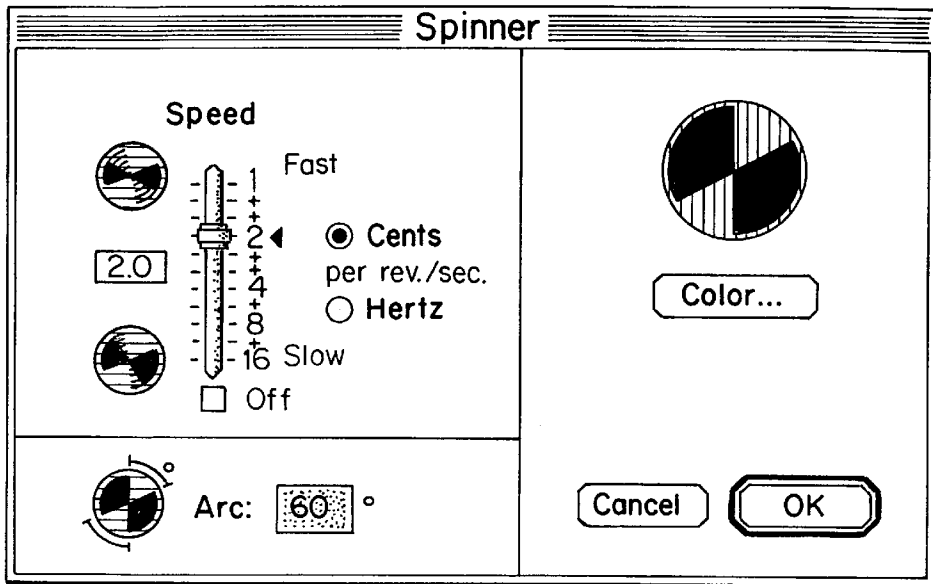 Spinner
Speed
Fast
1
+
+
2
Cents
2.0
+
+
per rev./sec.
4
+
Hertz
8
+
16 Slow
Off
Color...
° Arc: 60 °
Cancel OK